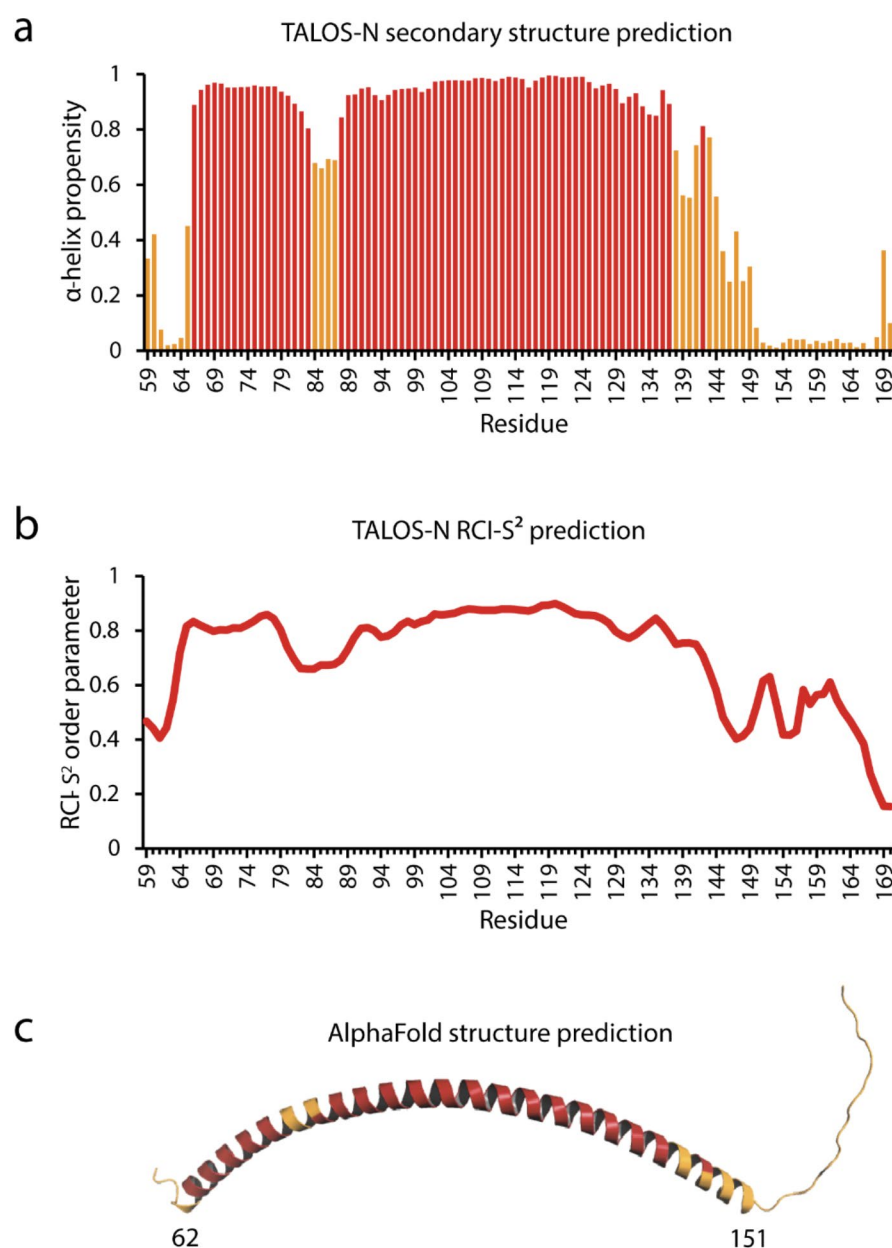 a
TALOS-N secondary structure prediction
α-helix propensity
1
0.8
0.6
0.4
0.2
0
59 64 69 74 79 84 89 94 99 104 109 114 119 124 129 134 139 144 149 154 159 164 169
Residue
b
TALOS-N RCI-S² prediction
RCI- S² order parameter
1
0.8
0.6
0.4
0.2
0
59 64 69 74 79 84 89 94 99 104 109 114 119 124 129 134 139 144 149 154 159 164 169
Residue
c
AlphaFold structure prediction
62 151